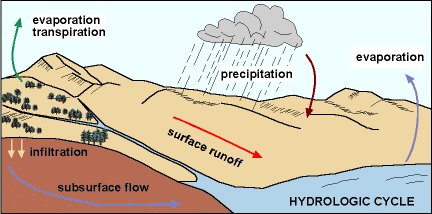 evaporation
transpiration
precipitation
evaporation
surface runoff
infiltration
subsurface flow
HYDROLOGIC CYCLE